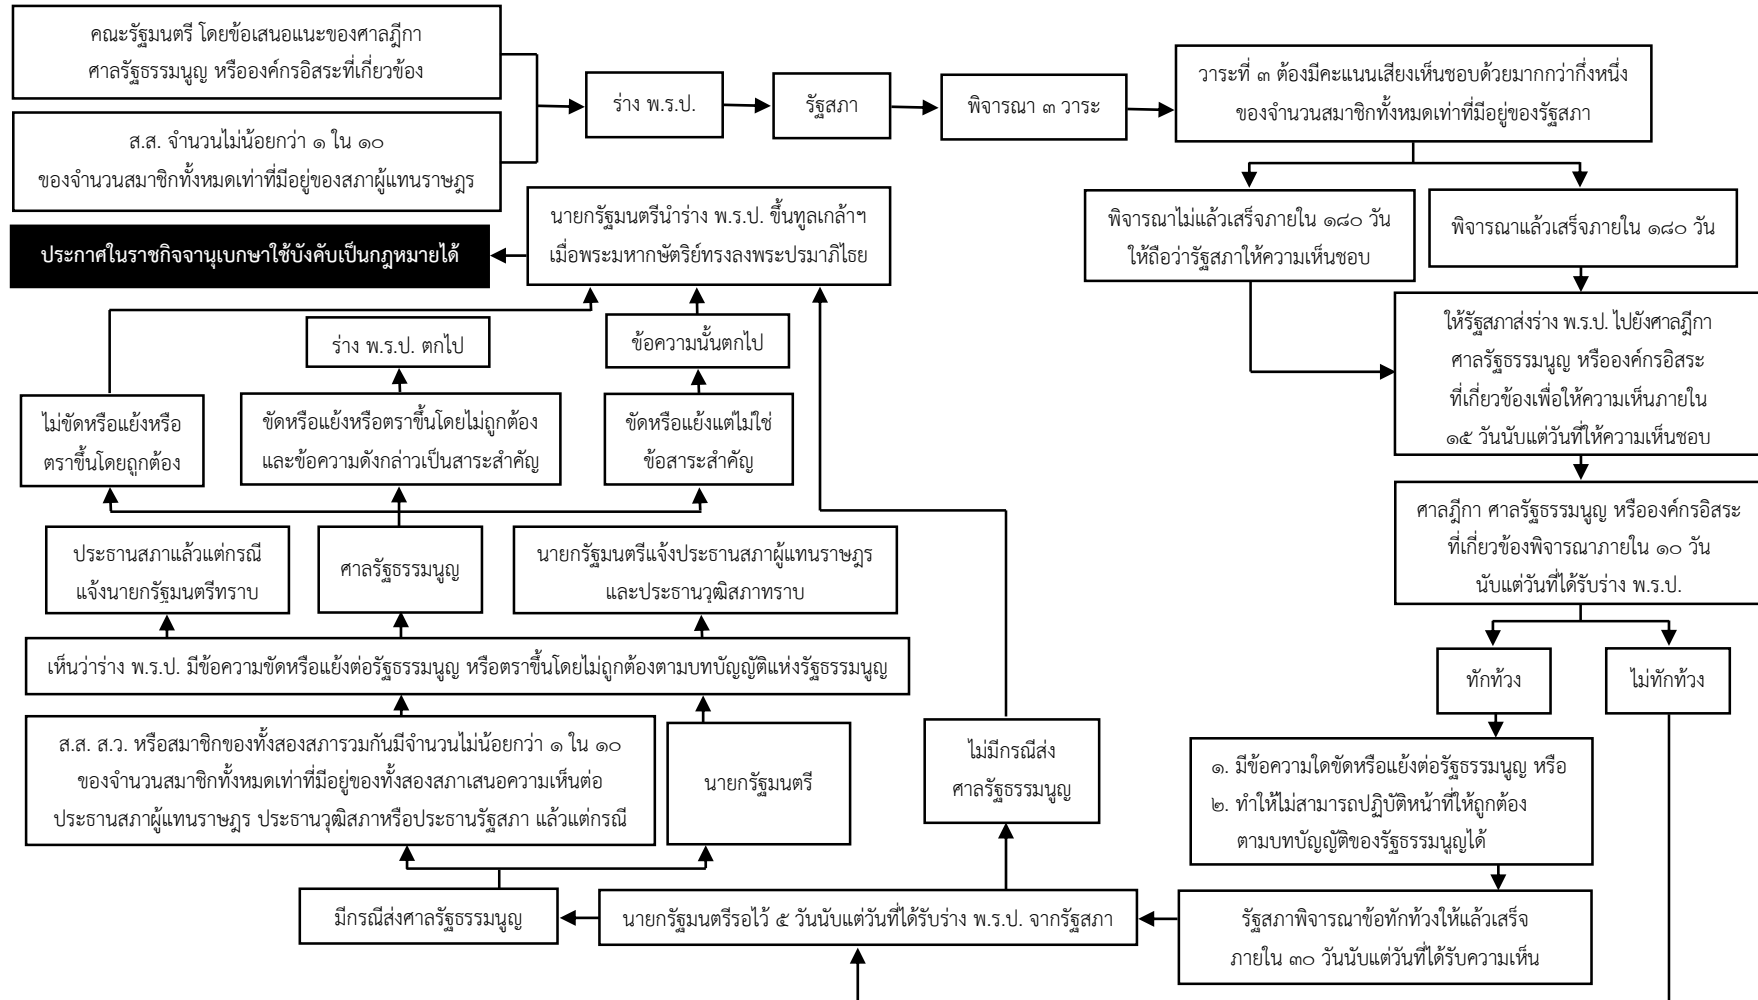 คณะรัฐมนตรี โดยข้อเสนอแนะของศาลฎีกา
ศาลรัฐธรรมนูญ หรือองค์กรอิสระที่เกี่ยวข้อง
ส.ส. จำนวนไม่น้อยกว่า ๑ ใน ๑๐
ของจำนวนสมาชิกทั้งหมดเท่าที่มีอยู่ของสภาผู้แทนราษฎร
ร่าง พ.ร.ป.
รัฐสภา
พิจารณา ๓ วาระ
วาระที่ ๓ ต้องมีคะแนนเสียงเห็นชอบด้วยมากกว่ากึ่งหนึ่ง
ของจำนวนสมาชิกทั้งหมดเท่าที่มีอยู่ของรัฐสภา
พิจารณาไม่แล้วเสร็จภายใน ๑๘๐ วัน
ให้ถือว่ารัฐสภาให้ความเห็นชอบ
พิจารณาแล้วเสร็จภายใน ๑๘๐ วัน
ให้รัฐสภาส่งร่าง พ.ร.ป. ไปยังศาลฎีกา
ศาลรัฐธรรมนูญ หรือองค์กรอิสระ
ที่เกี่ยวข้องเพื่อให้ความเห็นภายใน
๑๕ วันนับแต่วันที่ให้ความเห็นชอบ
ศาลฎีกา ศาลรัฐธรรมนูญ หรือองค์กรอิสระ
ที่เกี่ยวข้องพิจารณาภายใน ๑๐ วัน
นับแต่วันที่ได้รับร่าง พ.ร.ป.
ทักท้วง
ไม่ทักท้วง
๑. มีข้อความใดขัดหรือแย้งต่อรัฐธรรมนูญ หรือ
๒. ทำให้ไม่สามารถปฏิบัติหน้าที่ให้ถูกต้อง
ตามบทบัญญัติของรัฐธรรมนูญได้
รัฐสภาพิจารณาข้อทักท้วงให้แล้วเสร็จ
ภายใน ๓๐ วันนับแต่วันที่ได้รับความเห็น
นายกรัฐมนตรีรอไว้ ๕ วันนับแต่วันที่ได้รับร่าง พ.ร.ป. จากรัฐสภา
มีกรณีส่งศาลรัฐธรรมนูญ
ไม่มีกรณีส่ง
ศาลรัฐธรรมนูญ
ส.ส. ส.ว. หรือสมาชิกของทั้งสองสภารวมกันมีจำนวนไม่น้อยกว่า ๑ ใน ๑๐
ของจำนวนสมาชิกทั้งหมดเท่าที่มีอยู่ของทั้งสองสภาเสนอความเห็นต่อ
ประธานสภาผู้แทนราษฎร ประธานวุฒิสภาหรือประธานรัฐสภา แล้วแต่กรณี
นายกรัฐมนตรี
เห็นว่าร่าง พ.ร.ป. มีข้อความขัดหรือแย้งต่อรัฐธรรมนูญ หรือตราขึ้นโดยไม่ถูกต้องตามบทบัญญัติแห่งรัฐธรรมนูญ
ประธานสภาแล้วแต่กรณี
แจ้งนายกรัฐมนตรีทราบ
ศาลรัฐธรรมนูญ
นายกรัฐมนตรีแจ้งประธานสภาผู้แทนราษฎร
และประธานวุฒิสภาทราบ
ไม่ขัดหรือแย้งหรือ
ตราขึ้นโดยถูกต้อง
ขัดหรือแย้งหรือตราขึ้นโดยไม่ถูกต้อง
และข้อความดังกล่าวเป็นสาระสำคัญ
ขัดหรือแย้งแต่ไม่ใช่
ข้อสาระสำคัญ
ร่าง พ.ร.ป. ตกไป
ข้อความนั้นตกไป
นายกรัฐมนตรีนำร่าง พ.ร.ป. ขึ้นทูลเกล้าฯ
เมื่อพระมหากษัตริย์ทรงลงพระปรมาภิไธย
ประกาศในราชกิจจานุเบกษาใช้บังคับเป็นกฎหมายได้